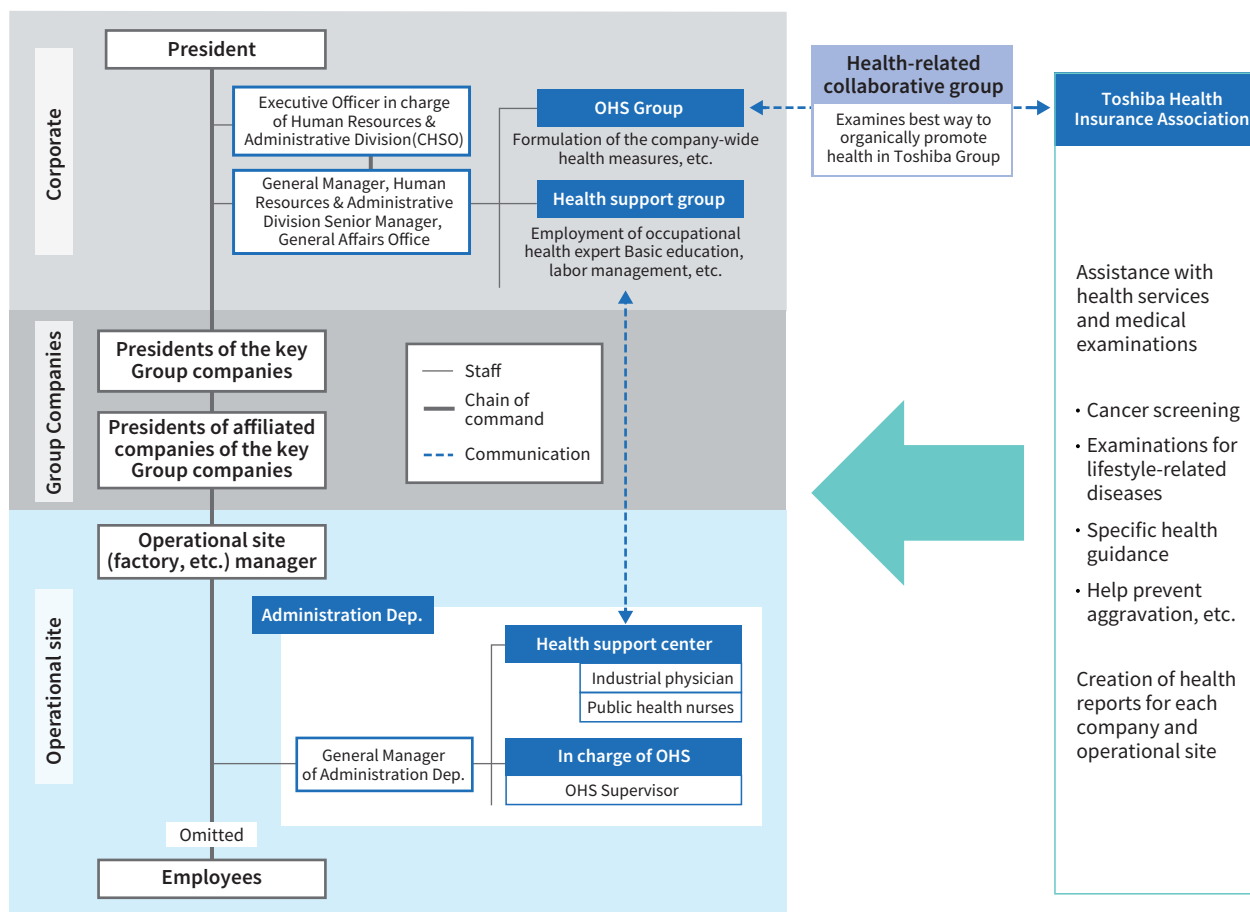 Corporate
President
Executive Officer in charge
of Human Resources &
Administrative Division(CHSO)
General Manager, Human
Resources & Administrative
Division Senior Manager,
General Affairs Office
OHS Group
Formulation of the company-wide
health measures, etc.
Health support group
Employment of occupational
health expert Basic education,
labor management, etc.
Health-related
collaborative group
Examines best way to
organically promote
health in Toshiba Group
Toshiba Health
Insurance Association
Assistance with
health services
and medical
examinations
・Cancer screening
・Examinations for
lifestyle-related
diseases
・Specific health
guidance
・Help prevent
aggravation, etc.
Creation of health
reports for each
company and
operational site
Group Companies
Presidents of the key
Group companies
Presidents of affiliated
companies of the key
Group companies
Staff
Chain of
command
Communication
Operational site
Operational site
(factory, etc.) manager
Administration Dep.
Health support center
Industrial physician
Public health nurses
General Manager
of Administration Dep.
In charge of OHS
OHS Supervisor
Omitted
Employees